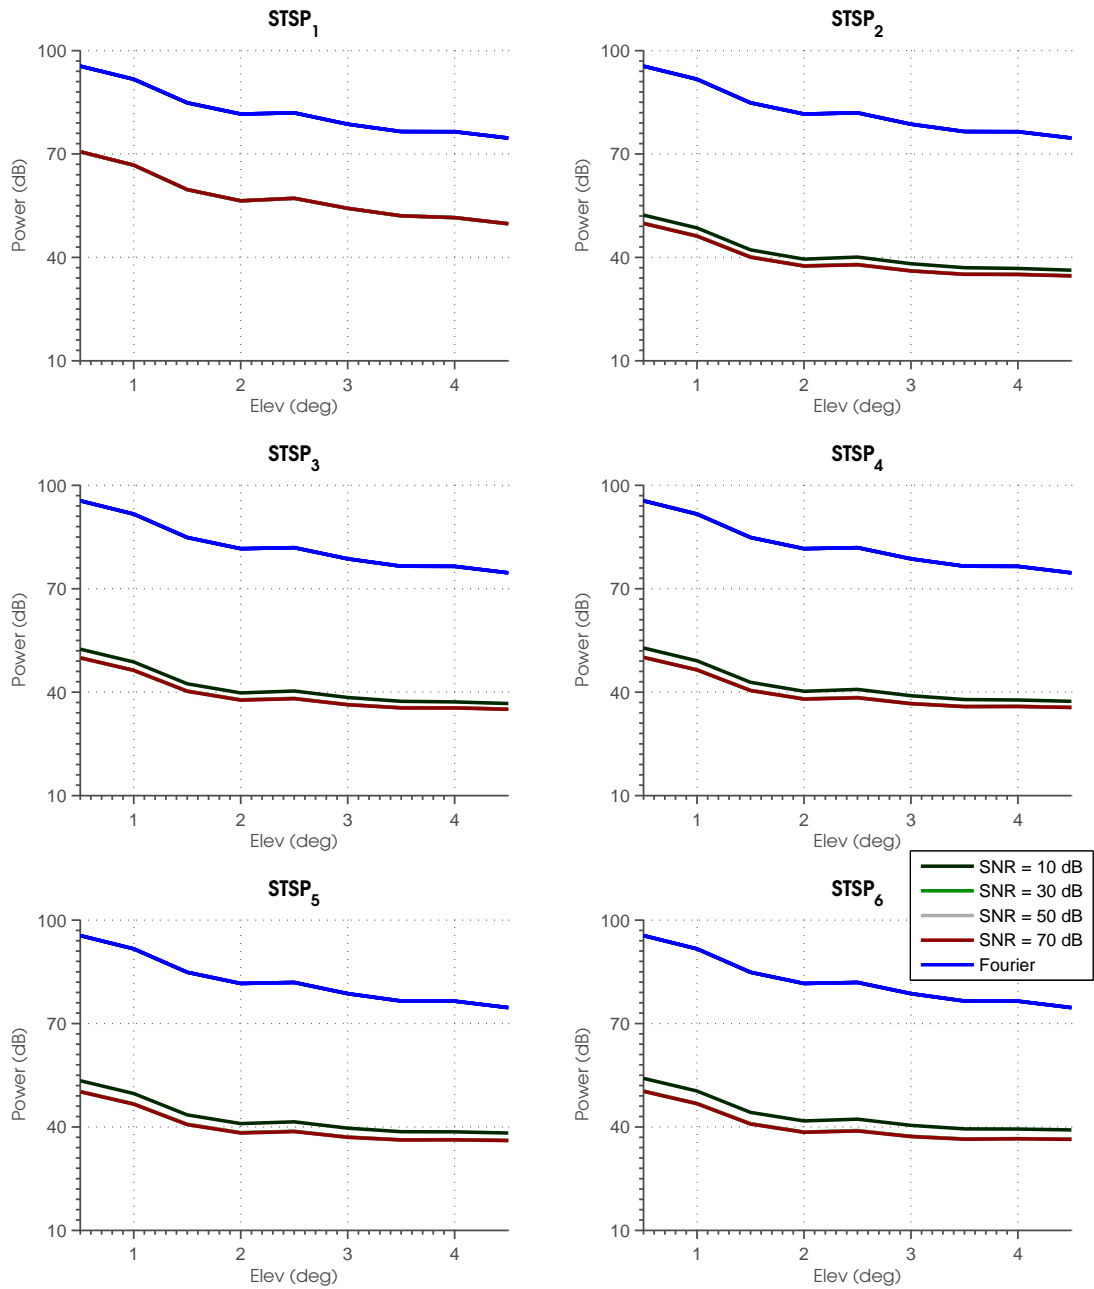 STSP1
100
70
40
10
Power (dB)
1 2 3 4
Elev (deg)
STSP2
100
70
40
10
Power (dB)
1 2 3 4
Elev (deg)
STSP3
100
70
40
10
Power (dB)
1 2 3 4
Elev (deg)
STSP4
100
70
40
10
Power (dB)
1 2 3 4
Elev (deg)
STSP5
100
70
40
10
Power (dB)
1 2 3 4
Elev (deg)
STSP6
100
70
40
10
Power (dB)
1 2 3 4
Elev (deg)
SNR = 10 dB
SNR = 30 dB
SNR = 50 dB
SNR = 70 dB
Fourier